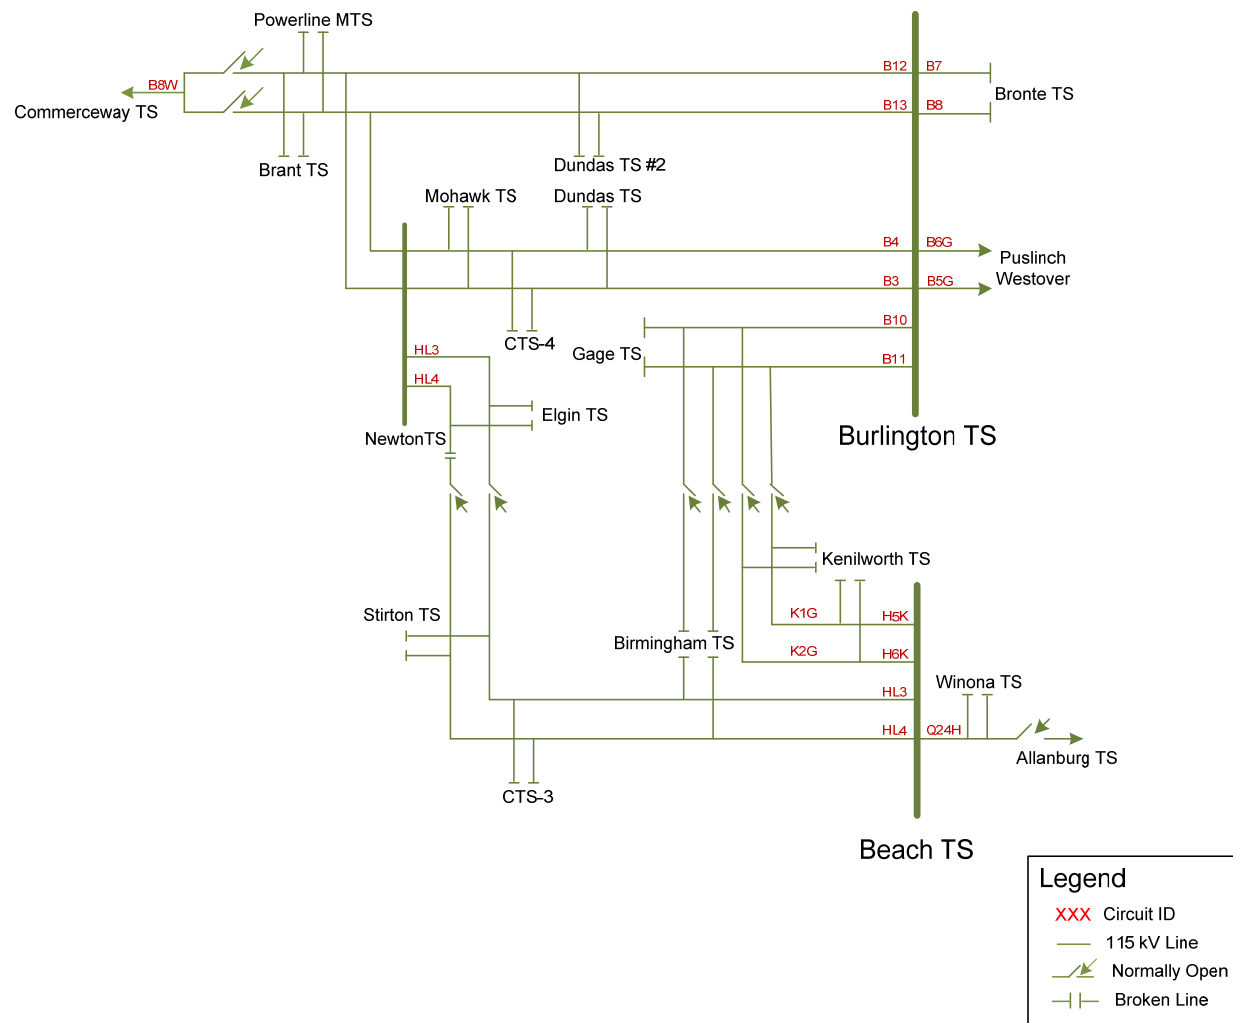 Powerline MTS
B8W
B12
B7
Commerceway TS
Bronte TS
B13
B8
Brant TS
Dundas TS #2
Mohawk TS
Dundas TS
B4
B6G
Puslinch
Westover
B3
B5G
B10
CTS-4
Gage TS
HL3
B11
HL4
Elgin TS
NewtonTS
Burlington TS
Kenilworth TS
Stirton TS
K1G
H5K
Birmingham TS
K2G
H6K
Winona TS
HL3
HL4
Q24H
Allanburg TS
CTS-3
Beach TS
Legend
XXX Circuit ID
115 kV Line
Normally Open
Broken Line